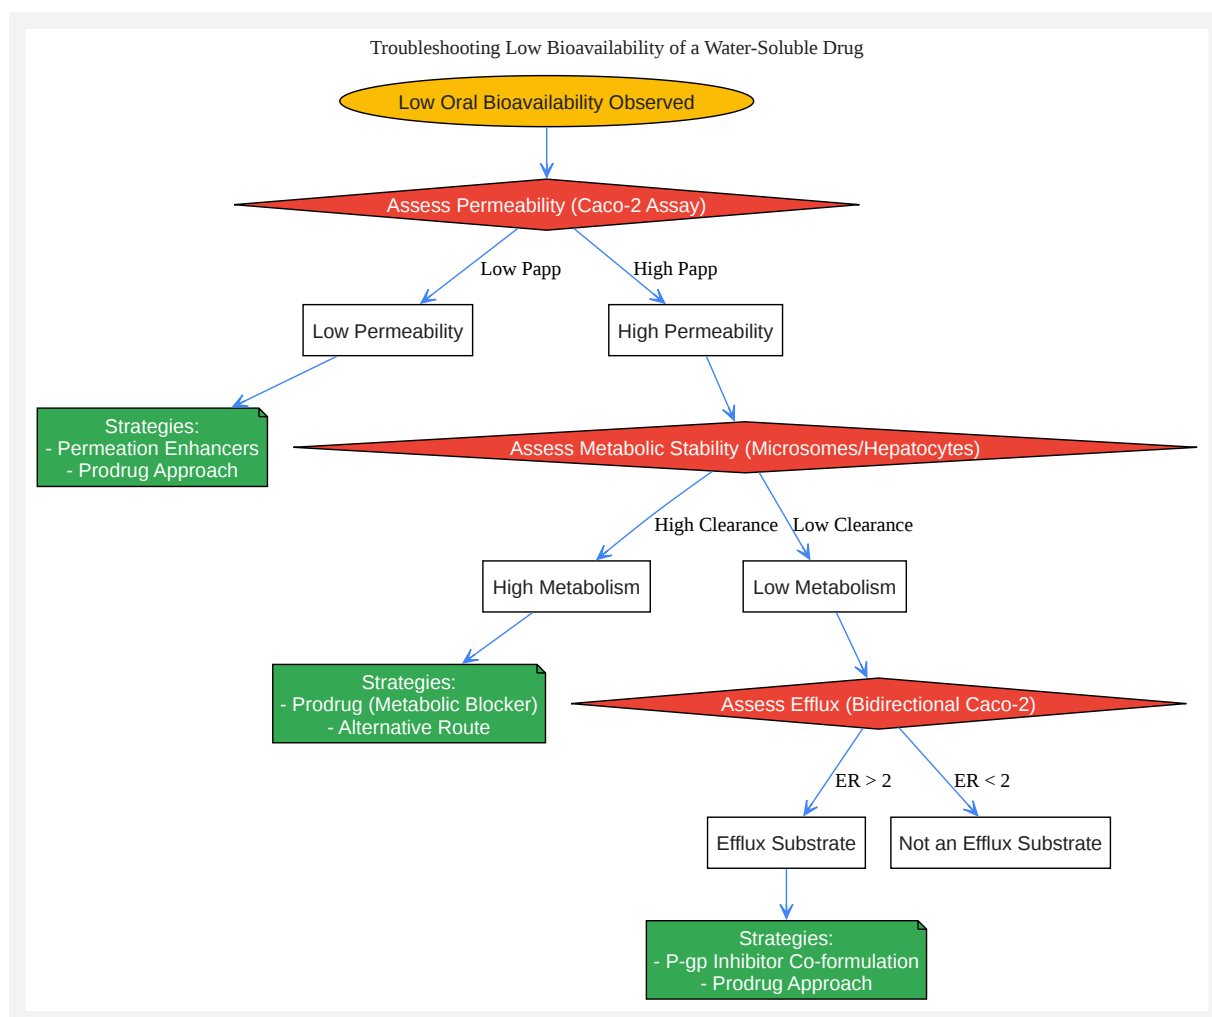 Troubleshooting Low Bioavailability of a Water-Soluble Drug
Low Oral Bioavailability Observed
Assess Permeability (Caco-2 Assay)
Low Papp
High Papp
Low Permeability
High Permeability
Strategies:
- Permeation Enhancers
- Prodrug Approach
Assess Metabolic Stability (Microsomes/Hepatocytes)
High Clearance
Low Clearance
High Metabolism
Low Metabolism
Strategies:
- Prodrug (Metabolic Blocker)
- Alternative Route
Assess Efflux (Bidirectional Caco-2)
ER > 2
ER < 2
Efflux Substrate
Not an Efflux Substrate
Strategies:
- P-gp Inhibitor Co-formulation
- Prodrug Approach